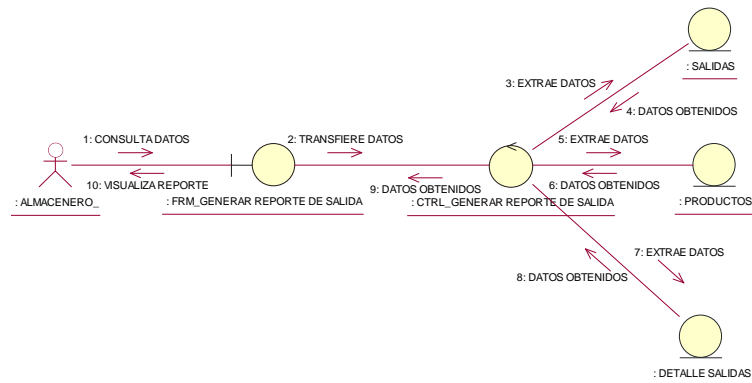 : SALIDAS
3: EXTRAE DATOS
4: DATOS OBTENIDOS
1: CONSULTA DATOS
2: TRANSFIERE DATOS
5: EXTRAE DATOS
10: VISUALIZA REPORTE
9: DATOS OBTENIDOS
6: DATOS OBTENIDOS
: ALMACENERO_
: FRM_GENERAR REPORTE DE SALIDA
: CTRL_GENERAR REPORTE DE SALIDA
: PRODUCTOS
7: EXTRAE DATOS
8: DATOS OBTENIDOS
: DETALLE SALIDAS